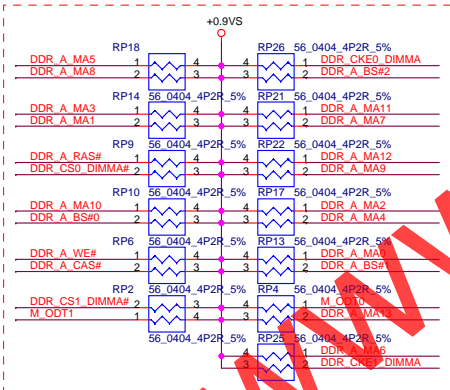 +0.9VS
RP18 RP26 56_0404_4P2R_5%
DDR_A_MA5 1 4 4 1 DDR_CKE0_DIMMA
DDR_A_MA8 2 3 3 2 DDR_A_BS#2
RP14 56_0404_4P2R_5% RP21 56_0404_4P2R_5%
DDR_A_MA3 1 4 4 1 DDR_A_MA11
DDR_A_MA1 2 3 3 2 DDR_A_MA7
RP9 56_0404_4P2R_5% RP22 56_0404_4P2R_5%
DDR_A_RAS# 1 4 4 1 DDR_A_MA12
DDR_CS0_DIMMA# 2 3 3 2 DDR_A_MA9
RP10 56_0404_4P2R_5% RP17 56_0404_4P2R_5%
DDR_A_MA10 1 4 4 1 DDR_A_MA2
DDR_A_BS#0 2 3 3 2 DDR_A_MA4
RP6 56_0404_4P2R_5% RP13 56_0404_4P2R_5%
DDR_A_WE# 1 4 4 1 DDR_A_MA0
DDR_A_CAS# 2 3 3 2 DDR_A_BS#1
RP2 56_0404_4P2R_5% RP4 56_0404_4P2R_5%
DDR_CS1_DIMMA# 2 3 4 1 M_ODT0
M_ODT1 1 4 3 2 DDR_A_MA13
56_0404_4P2R_5% RP25 56_0404_4P2R_5%
4 1 DDR_A_MA6
3 2 DDR_CKE1_DIMMA